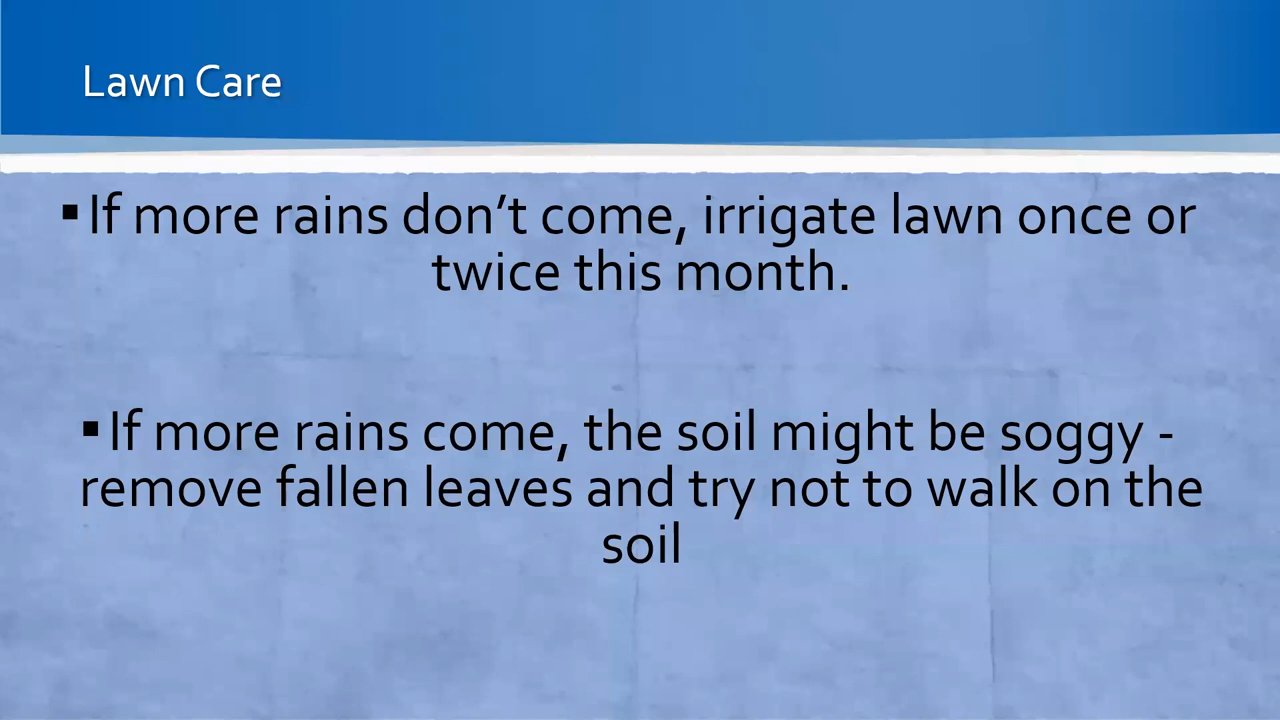 Lawn Care
▪If more rains don’t come, irrigate lawn once or
twice this month.
▪If more rains come, the soil might be soggy -
remove fallen leaves and try not to walk on the
soil